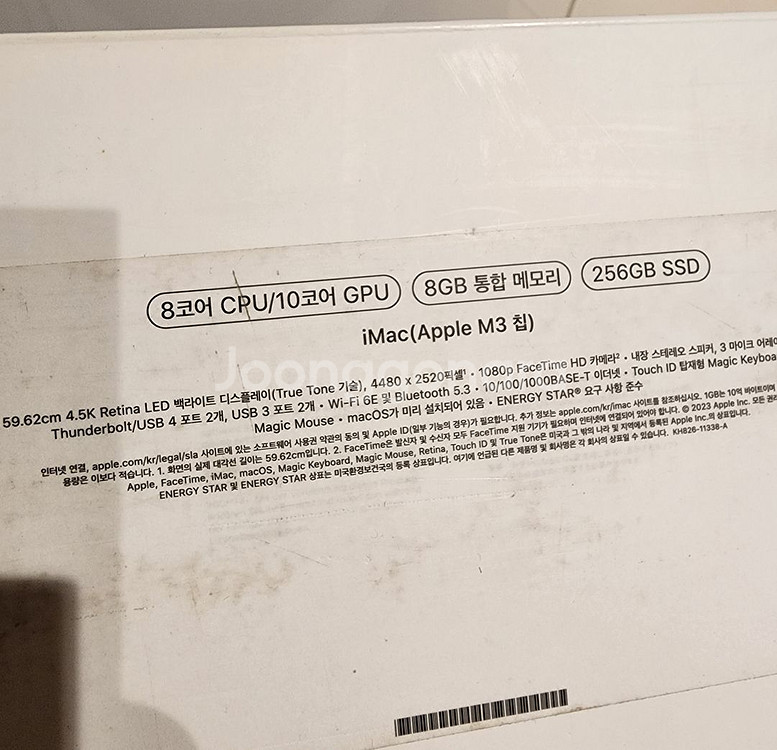 8코어 CPU/10코어 GPU 8GB 통합 메모리 256GB SSD
iMac(Apple M3 칩)
59.62cm 4.5K Retina LED 백라이트 디스플레이(True Tone 기술), 4480 x 2520픽셀¹ • 1080p FaceTime HD 카메라² • 내장 스테레오 스피커, 3 마이크 어레이
Thunderbolt/USB 4 포트 2개, USB 3 포트 2개 • Wi-Fi 6E 및 Bluetooth 5.3 • 10/100/1000BASE-T 이더넷 • Touch ID 탑재형 Magic Keyboa
Magic Mouse • macOS가 미리 설치되어 있음 • ENERGY STAR® 요구 사항 준수
인터넷 연결, apple.com/kr/legal/sla 사이트에 있는 소프트웨어 사용권 약관의 동의 및 Apple ID(일부 기능의 경우)가 필요합니다. 추가 정보는 apple.com/kr/imac 사이트를 참조하십시오. 1GB는 10억 바이트이며
용량은 이보다 적습니다. 1. 화면의 실제 대각선 길이는 59.62cm입니다. 2. FaceTime은 발신자 및 수신자 모두 FaceTime 지원 기기가 필요하며 인터넷에 연결되어 있어야 합니다. © 2023 Apple Inc. 모든 권리
Apple, FaceTime, iMac, macOS, Magic Keyboard, Magic Mouse, Retina, Touch ID 및 True Tone은 미국과 그 밖의 나라 및 지역에서 등록된 Apple Inc.의 상표입니다.
ENERGY STAR 및 ENERGY STAR 상표는 미국환경보건국의 등록 상표입니다. 여기에 언급된 다른 제품명 및 회사명은 각 회사의 상표일 수 있습니다. KH826-11338-A